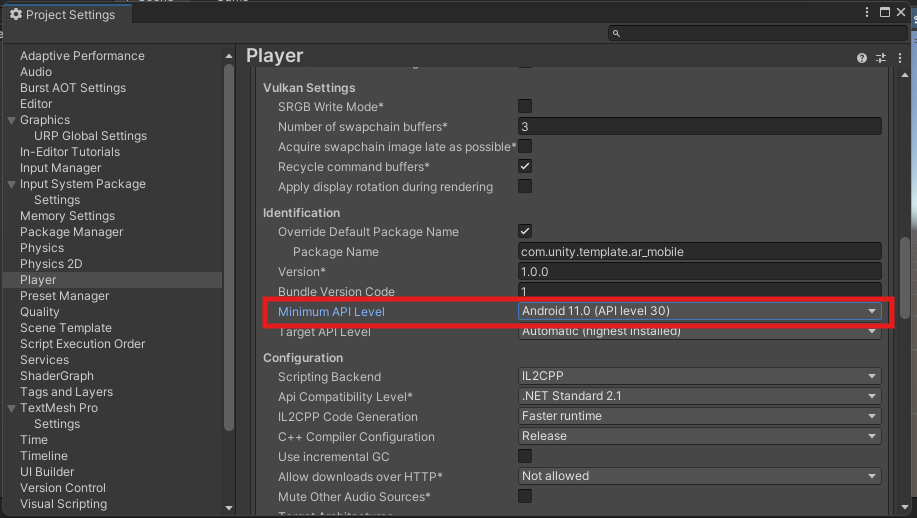 Project Settings
Adaptive Performance
Audio
Burst AOT Settings
Editor
Graphics
URP Global Settings
In-Editor Tutorials
Input Manager
Input System Package
Settings
Memory Settings
Package Manager
Physics
Physics 2D
Player
Preset Manager
Quality
Scene Template
Script Execution Order
Services
ShaderGraph
Tags and Layers
TextMesh Pro
Settings
Time
Timeline
UI Builder
Version Control
Visual Scripting
Player
Vulkan Settings
SRGB Write Mode*
Number of swapchain buffers* 3
Acquire swapchain image late as possible*
Recycle command buffers*
Apply display rotation during rendering
Identification
Override Default Package Name
Package Name com.unity.template.ar_mobile
Version* 1.0.0
Bundle Version Code 1
Minimum API Level Android 11.0 (API level 30)
Target API Level Automatic (highest installed)
Configuration
Scripting Backend IL2CPP
Api Compatibility Level* .NET Standard 2.1
IL2CPP Code Generation Faster runtime
C++ Compiler Configuration Release
Use incremental GC
Allow downloads over HTTP* Not allowed
Mute Other Audio Sources*
Target Architectures